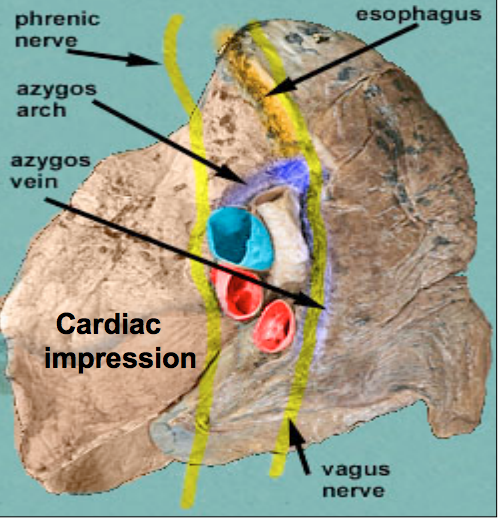 phrenic
nerve
esophagus
azygos
arch
azygos
vein
Cardiac
impression
vagus
nerve